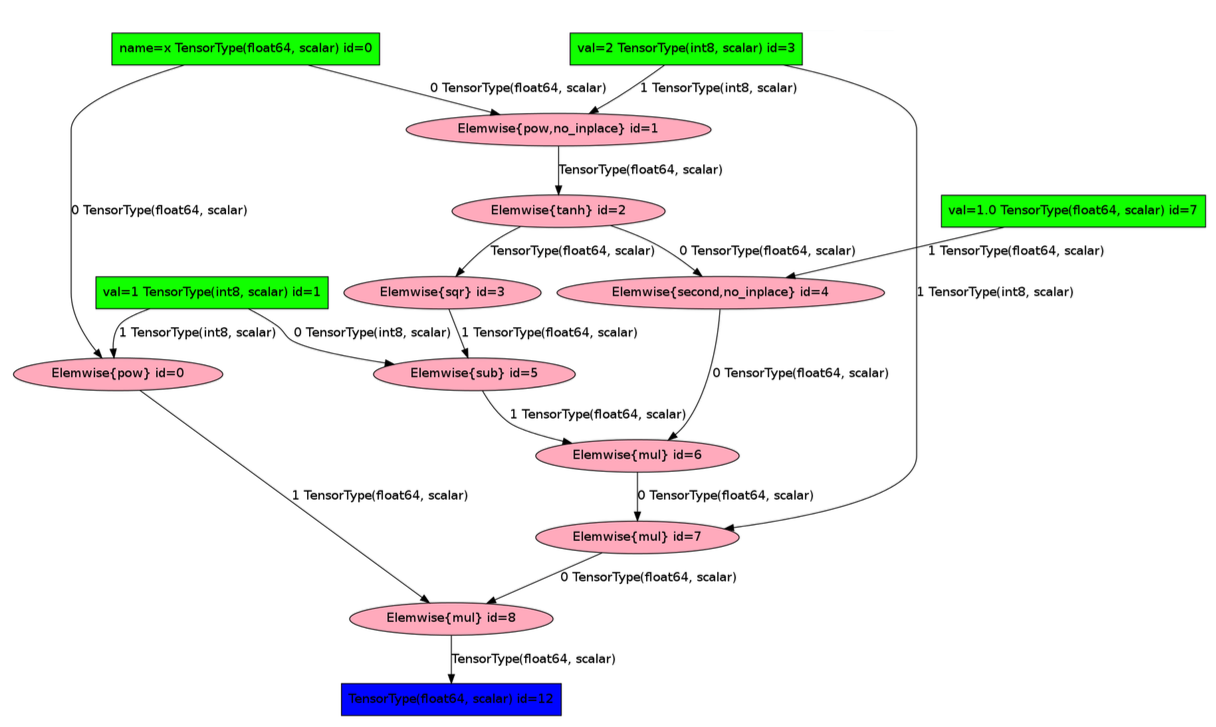 name=x TensorType(float64, scalar) id=0
val=2 TensorType(int8, scalar) id=3
0 TensorType(float64, scalar)
1 TensorType(int8, scalar)
Elemwise{pow,no_inplace} id=1
TensorType(float64, scalar)
0 TensorType(float64, scalar)
Elemwise{tanh} id=2
val=1.0 TensorType(float64, scalar) id=7
TensorType(float64, scalar)
0 TensorType(float64, scalar)
1 TensorType(float64, scalar)
val=1 TensorType(int8, scalar) id=1
Elemwise{sqr} id=3
Elemwise{second,no_inplace} id=4
1 TensorType(int8, scalar)
1 TensorType(int8, scalar)
0 TensorType(int8, scalar)
1 TensorType(float64, scalar)
Elemwise{pow} id=0
Elemwise{sub} id=5
0 TensorType(float64, scalar)
1 TensorType(float64, scalar)
Elemwise{mul} id=6
1 TensorType(float64, scalar)
0 TensorType(float64, scalar)
Elemwise{mul} id=7
0 TensorType(float64, scalar)
Elemwise{mul} id=8
TensorType(float64, scalar)
TensorType(float64, scalar) id=12